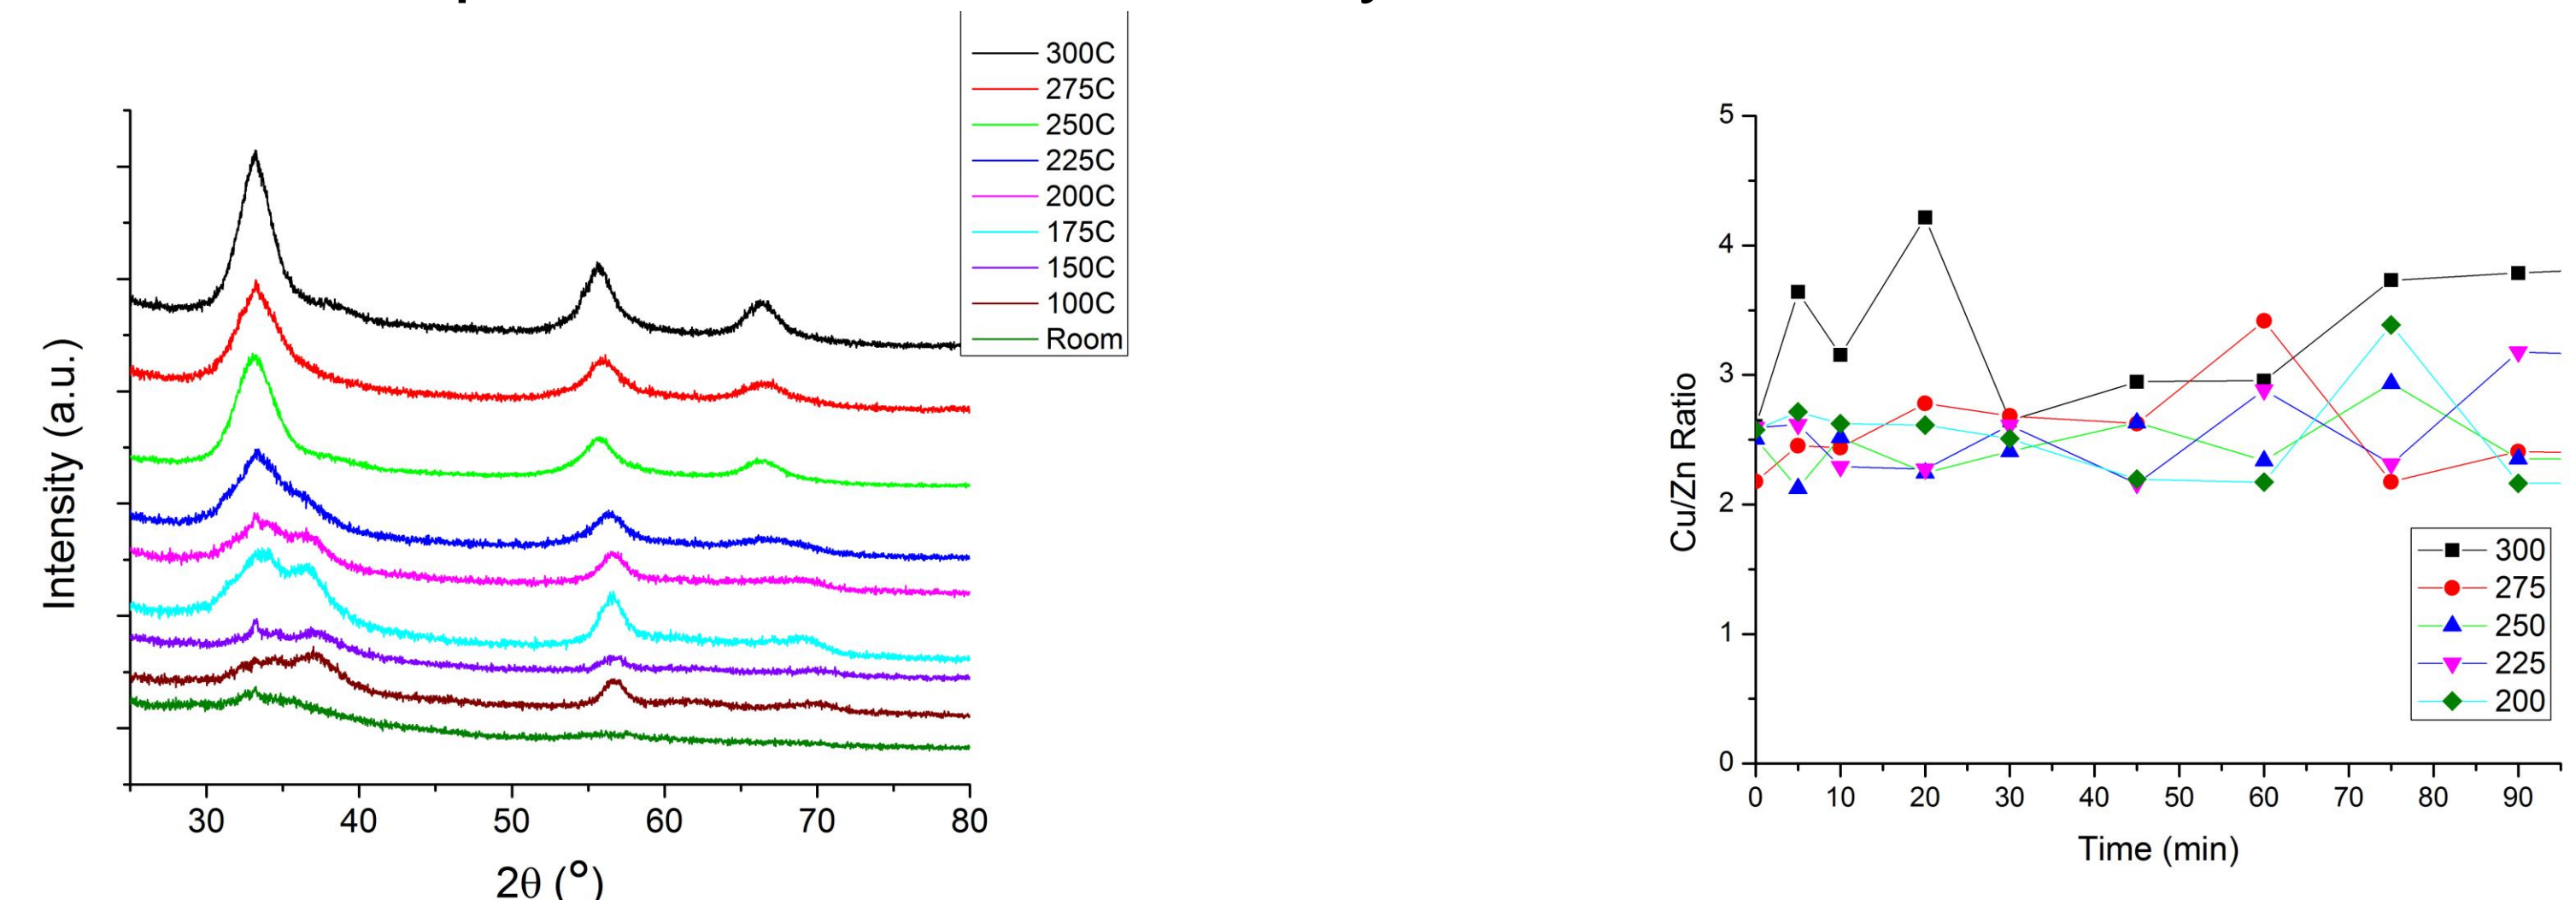 300C
275C
250C
225C
200C
175C
150C
100C
Room
Intensity (a.u.)
30 40 50 60 70 80
2θ (°)
5
4
3
2
1
0
Cu/Zn Ratio
300
275
250
225
200
0 10 20 30 40 50 60 70 80 90
Time (min)